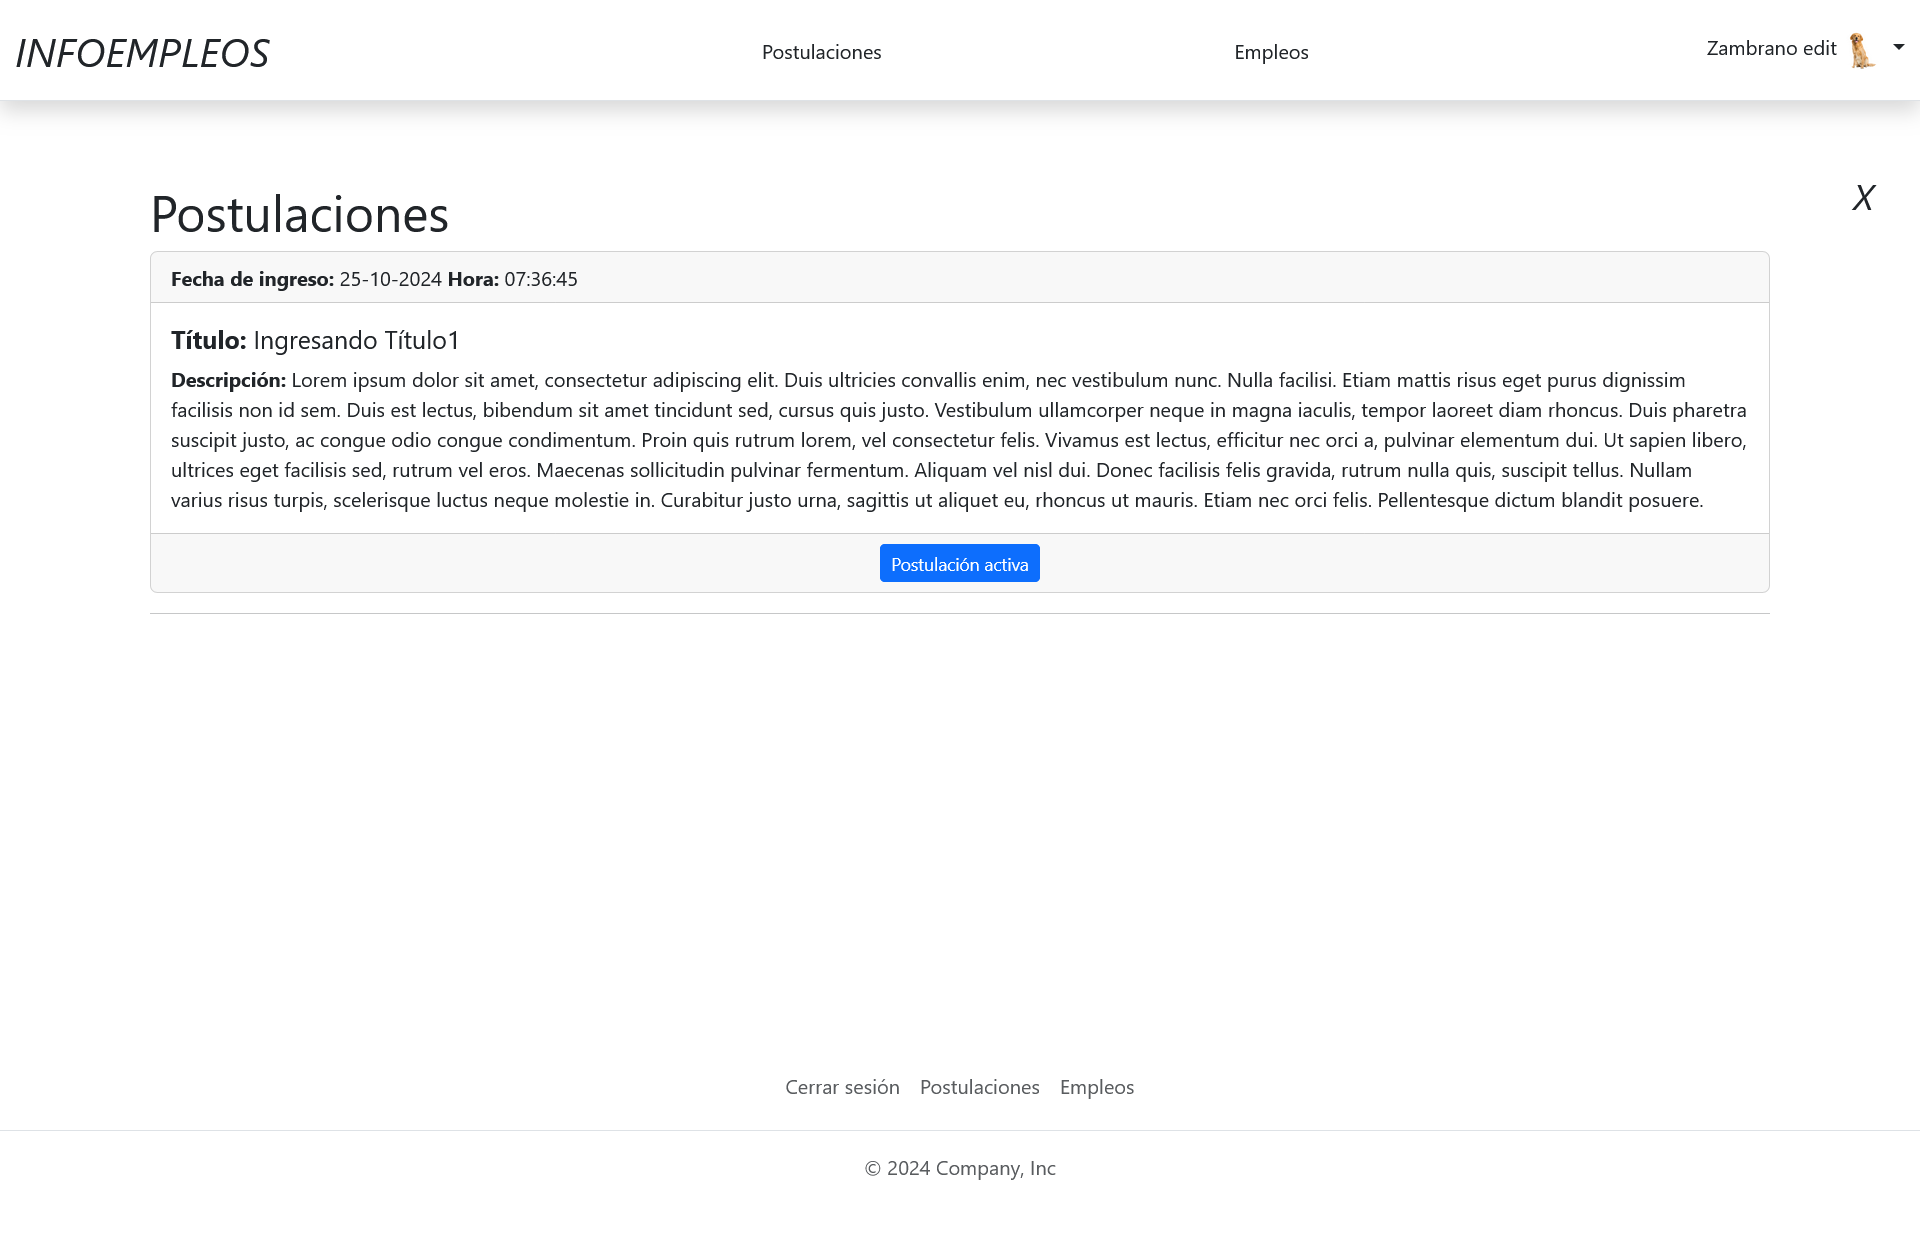 INFOEMPLEOS
Postulaciones
Empleos
Zambrano edit
Postulaciones
X
Fecha de ingreso: 25-10-2024 Hora: 07:36:45
Título: Ingresando Título1
Descripción: Lorem ipsum dolor sit amet, consectetur adipiscing elit. Duis ultricies convallis enim, nec vestibulum nunc. Nulla facilisi. Etiam mattis risus eget purus dignissim
facilisis non id sem. Duis est lectus, bibendum sit amet tincidunt sed, cursus quis justo. Vestibulum ullamcorper neque in magna iaculis, tempor laoreet diam rhoncus. Duis pharetra
suscipit justo, ac congue odio congue condimentum. Proin quis rutrum lorem, vel consectetur felis. Vivamus est lectus, efficitur nec orci a, pulvinar elementum dui. Ut sapien libero,
ultrices eget facilisis sed, rutrum vel eros. Maecenas sollicitudin pulvinar fermentum. Aliquam vel nisl dui. Donec facilisis felis gravida, rutrum nulla quis, suscipit tellus. Nullam
varius risus turpis, scelerisque luctus neque molestie in. Curabitur justo urna, sagittis ut aliquet eu, rhoncus ut mauris. Etiam nec orci felis. Pellentesque dictum blandit posuere.
Postulación activa
Cerrar sesión
Postulaciones
Empleos
© 2024 Company, Inc